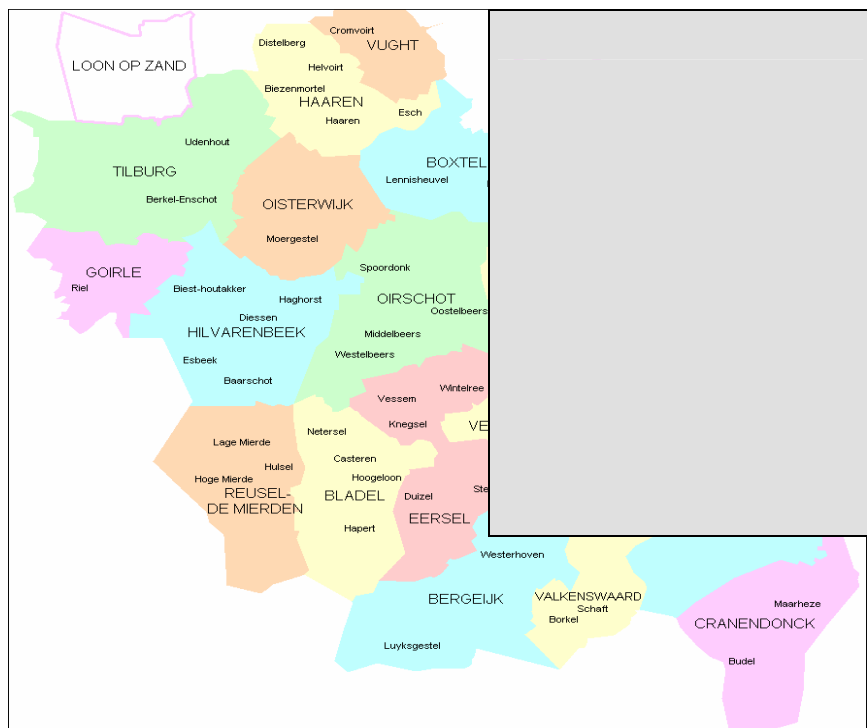 Cromvoirt
Distelberg
VUGHT
LOON OP ZAND
Helvoirt
Biezenmortel
HAAREN
Esch
Haaren
Udenhout
BOXTEL
TILBURG
Lennisheuvel
Berkel-Enschot
OISTERWIJK
Moergestel
GOIRLE
Spoordonk
Riel
Biest-houtakker
Haghorst
OIRSCHOT
Oostelbeers
Diessen
HILVARENBEEK
Middelbeers
Westelbeers
Esbeek
Baarschot
Wintelree
Vessem
Knegsel
VE
Netersel
Lage Mierde
Casteren
Hulsel
Hoge Mierde
Hoogeloon
REUSEL-
DE MIERDEN
BLADEL
Duizel
Ste
EERSEL
Hapert
Westerhoven
BERGEIJK
VALKENSWAARD
Schaft
Borkel
Maarheze
CRANENDONCK
Luyksgestel
Budel